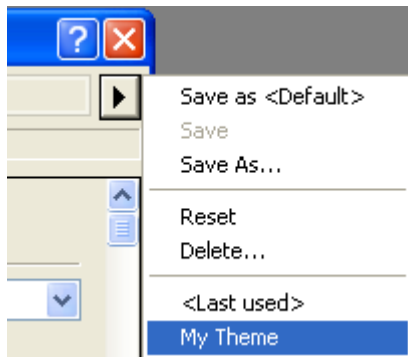 ?
Save as <Default>
Save
Save As...
Reset
Delete...
<Last used>
My Theme